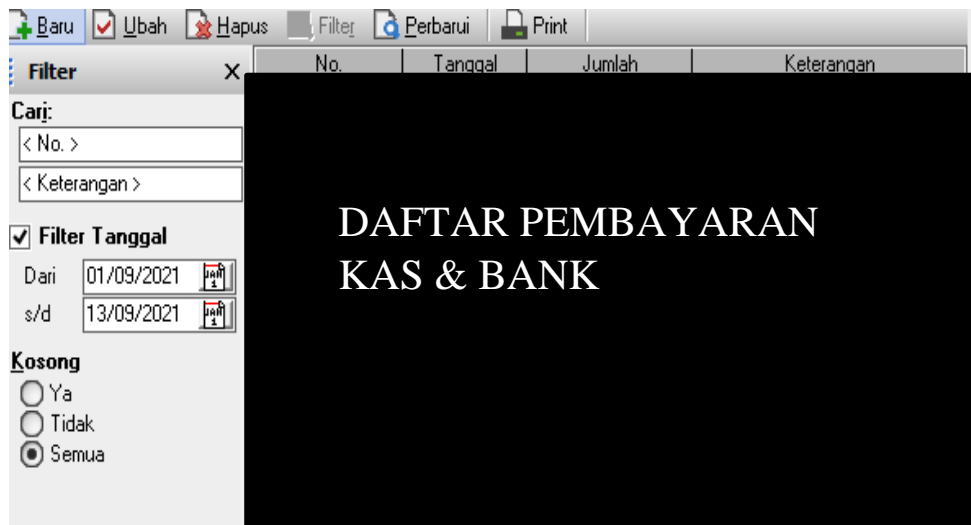 Baru Ubah Hapus Filter Perbarui Print
Filter X No. Tanggal Jumlah Keterangan
Cari:
< No. >
< Keterangan >
Filter Tanggal
Dari 01/09/2021
s/d 13/09/2021
Kosong
Ya
Tidak
Semua
DAFTAR PEMBAYARAN
KAS & BANK